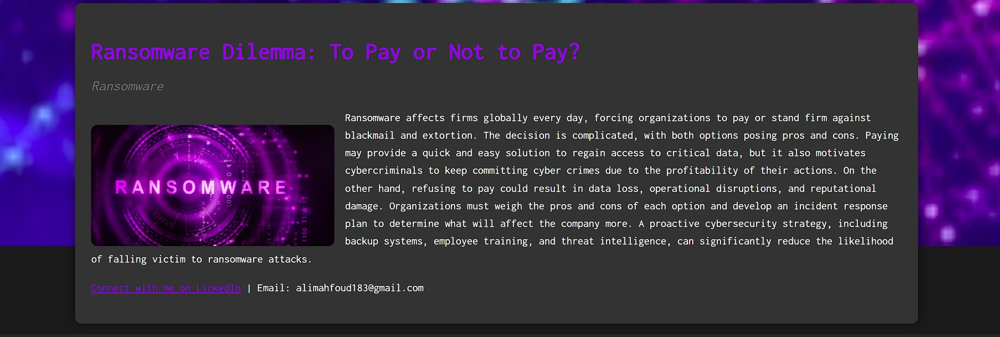 Ransomware Dilemma: To Pay or Not to Pay?
Ransomware
RANSOMWARE
Ransomware affects firms globally every day, forcing organizations to pay or stand firm against
blackmail and extortion. The decision is complicated, with both options posing pros and cons. Paying
may provide a quick and easy solution to regain access to critical data, but it also motivates
cybercriminals to keep committing cyber crimes due to the profitability of their actions. On the
other hand, refusing to pay could result in data loss, operational disruptions, and reputational
damage. Organizations must weigh the pros and cons of each option and develop an incident response
plan to determine what will affect the company more. A proactive cybersecurity strategy, including
backup systems, employee training, and threat intelligence, can significantly reduce the likelihood
of falling victim to ransomware attacks.
Connect with me on LinkedIn | Email: alimahfoud183@gmail.com